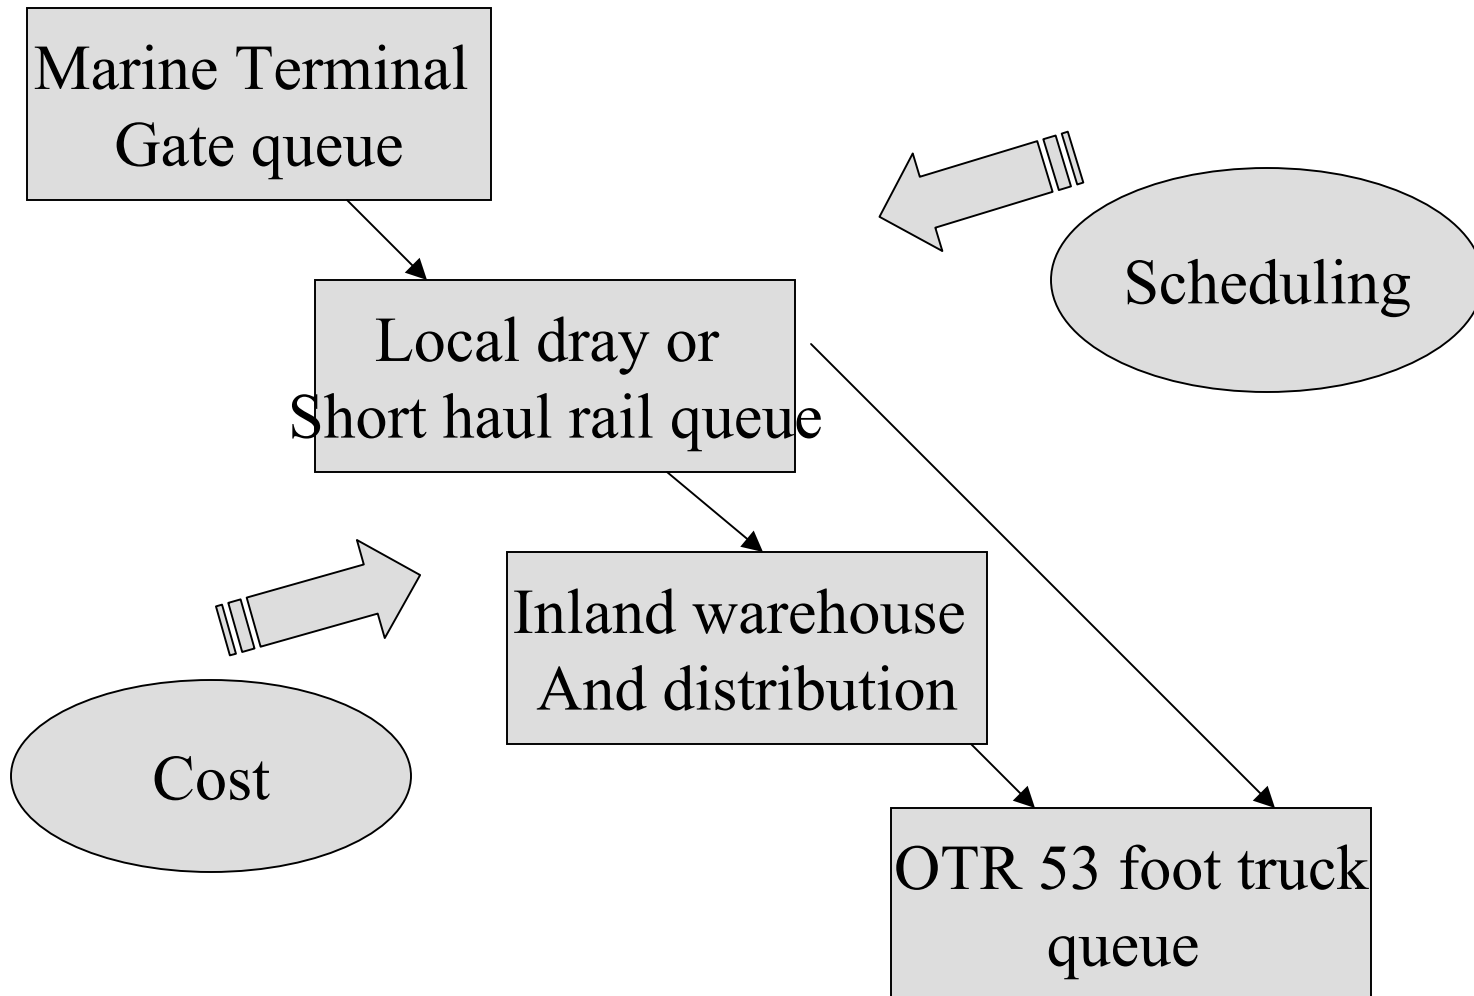 Marine Terminal
Gate queue
Scheduling
Local dray or
Short haul rail queue
Inland warehouse
And distribution
Cost
OTR 53 foot truck
queue